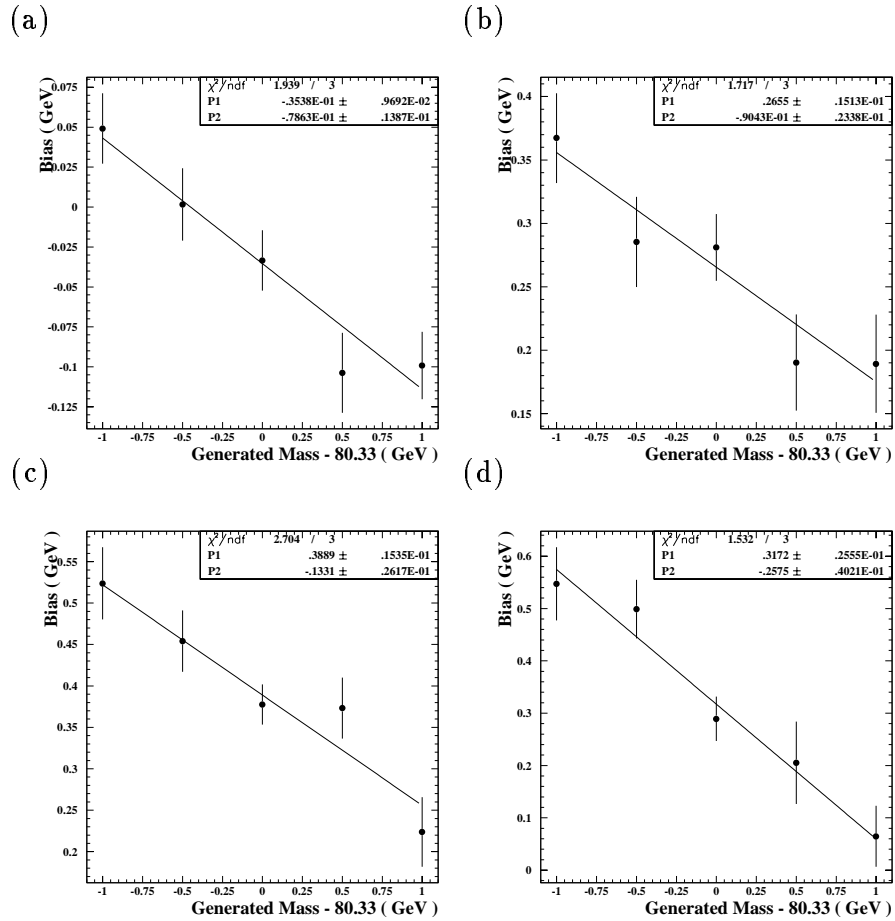 (a)
χ²/ndf 1.939 / 3
P1 -.3538E-01 ± .9692E-02
P2 -.7863E-01 ± .1387E-01
Bias ( GeV )
0.075
0.05
0.025
0
-0.025
-0.05
-0.075
-0.1
-0.125
-1 -0.75 -0.5 -0.25 0 0.25 0.5 0.75 1
Generated Mass - 80.33 ( GeV )
(b)
χ²/ndf 1.717 / 3
P1 .2655 ± .1513E-01
P2 -.9043E-01 ± .2338E-01
Bias ( GeV )
0.4
0.35
0.3
0.25
0.2
0.15
-1 -0.75 -0.5 -0.25 0 0.25 0.5 0.75 1
Generated Mass - 80.33 ( GeV )
(c)
χ²/ndf 2.704 / 3
P1 .3889 ± .1535E-01
P2 -.1331 ± .2617E-01
Bias ( GeV )
0.55
0.5
0.45
0.4
0.35
0.3
0.25
0.2
-1 -0.75 -0.5 -0.25 0 0.25 0.5 0.75 1
Generated Mass - 80.33 ( GeV )
(d)
χ²/ndf 1.532 / 3
P1 .3172 ± .2555E-01
P2 -.2575 ± .4021E-01
Bias ( GeV )
0.6
0.5
0.4
0.3
0.2
0.1
0
-1 -0.75 -0.5 -0.25 0 0.25 0.5 0.75 1
Generated Mass - 80.33 ( GeV )